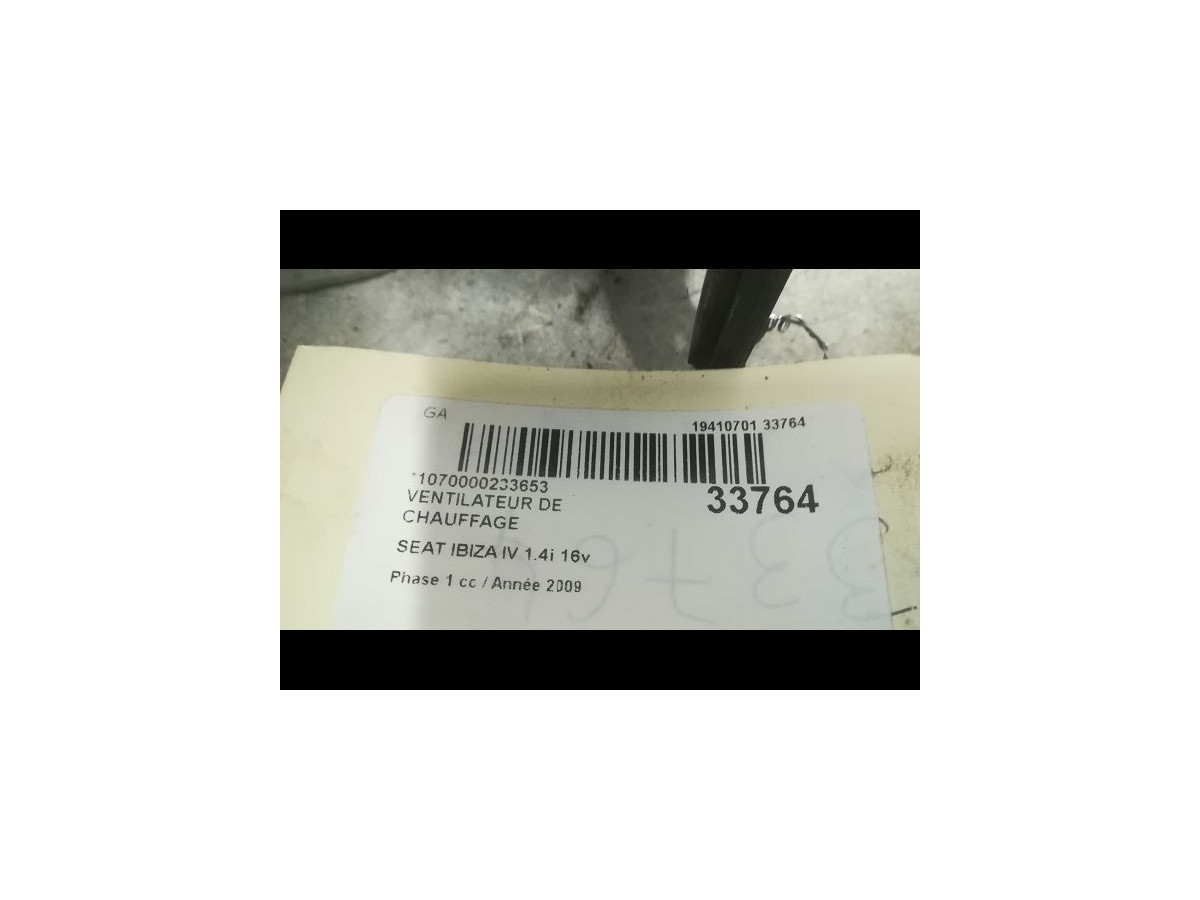 GA
19410701 33764
*1070000233653
33764
VENTILATEUR DE
CHAUFFAGE
SEAT IBIZA IV 1.4i 16v
Phase 1 cc / Année 2009
33764